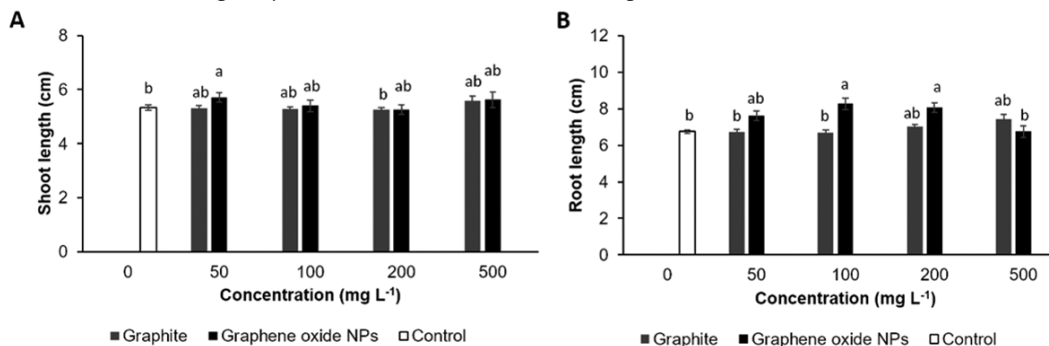 A
Shoot length (cm)
8
6
4
2
0
b
ab
a
ab
ab
b
ab
ab
ab
0
50
100
200
500
Concentration (mg L⁻¹)
Graphite
Graphene oxide NPs
Control
B
Root length (cm)
12
10
8
6
4
2
0
b
b
ab
b
a
ab
a
ab
b
0
50
100
200
500
Concentration (mg L⁻¹)
Graphite
Graphene oxide NPs
Control